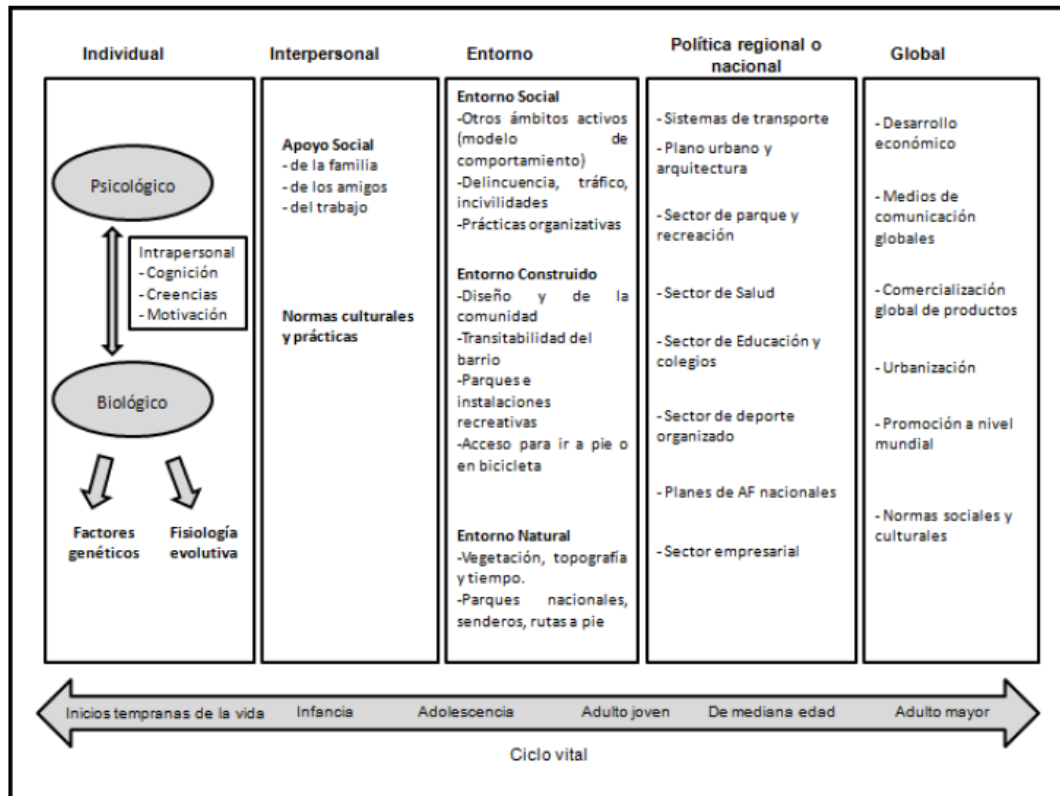 Individual
Psicológico
Intrapersonal
- Cognición
- Creencias
- Motivación
Biológico
Factores
genéticos
Fisiología
evolutiva
Interpersonal
Apoyo Social
- de la familia
- de los amigos
- del trabajo
Normas culturales
y prácticas
Entorno
Entorno Social
-Otros ámbitos activos
(modelo de
comportamiento)
-Delincuencia, tráfico,
incivilidades
-Prácticas organizativas
Entorno Construido
-Diseño y de la
comunidad
-Transitabilidad del
barrio
-Parques e
instalaciones
recreativas
-Acceso para ir a pie o
en bicicleta
Entorno Natural
-Vegetación, topografía
y tiempo.
-Parques nacionales,
senderos, rutas a pie
Política regional o
nacional
- Sistemas de transporte
- Plano urbano y
arquitectura
- Sector de parque y
recreación
- Sector de Salud
- Sector de Educación y
colegios
- Sector de deporte
organizado
- Planes de AF nacionales
- Sector empresarial
Global
- Desarrollo
económico
- Medios de
comunicación
globales
- Comercialización
global de productos
- Urbanización
- Promoción a nivel
mundial
- Normas sociales y
culturales
Inicios tempranas de la vida Infancia Adolescencia Adulto joven De mediana edad Adulto mayor
Ciclo vital